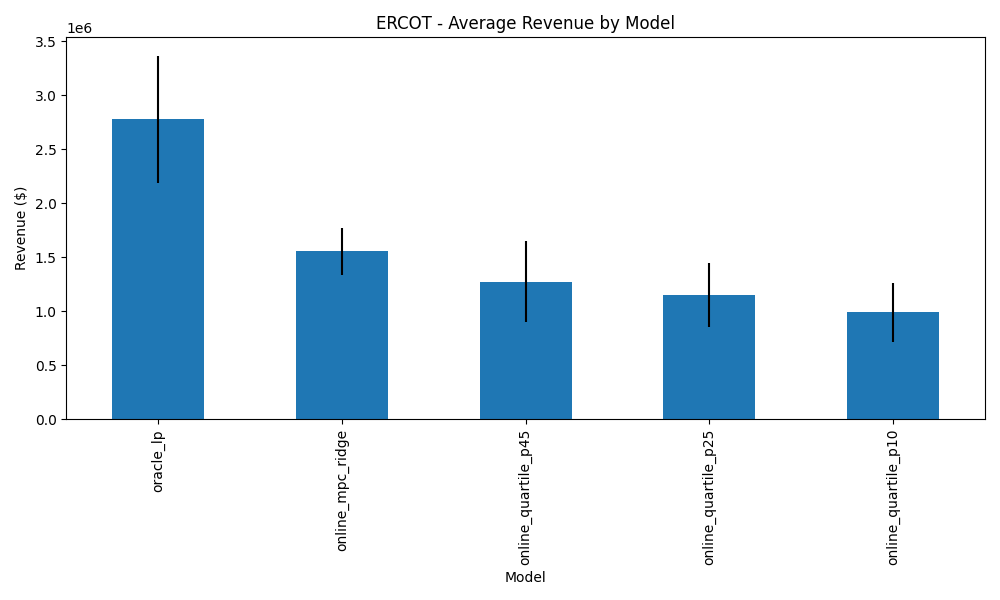 ERCOT - Average Revenue by Model
1e6
3.5
3.0
2.5
2.0
1.5
1.0
0.5
0.0
Revenue ($)
oracle_lp
online_mpc_ridge
online_quartile_p45
online_quartile_p25
online_quartile_p10
Model